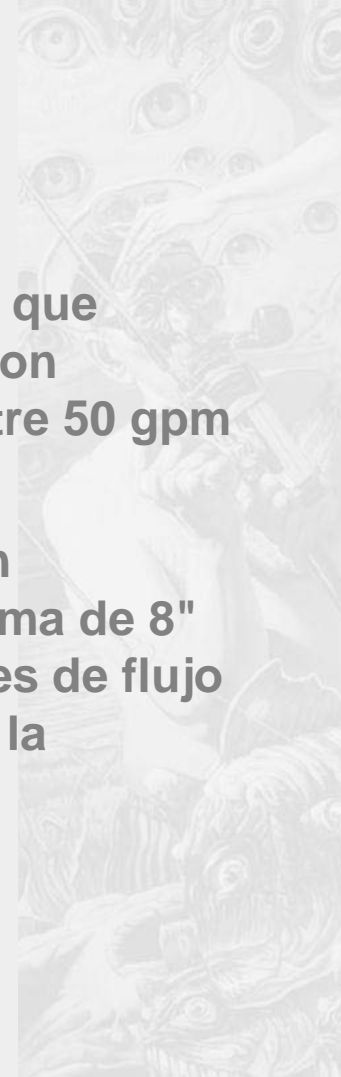 que
on
tre 50 gpm
n
ma de 8"
es de flujo
la